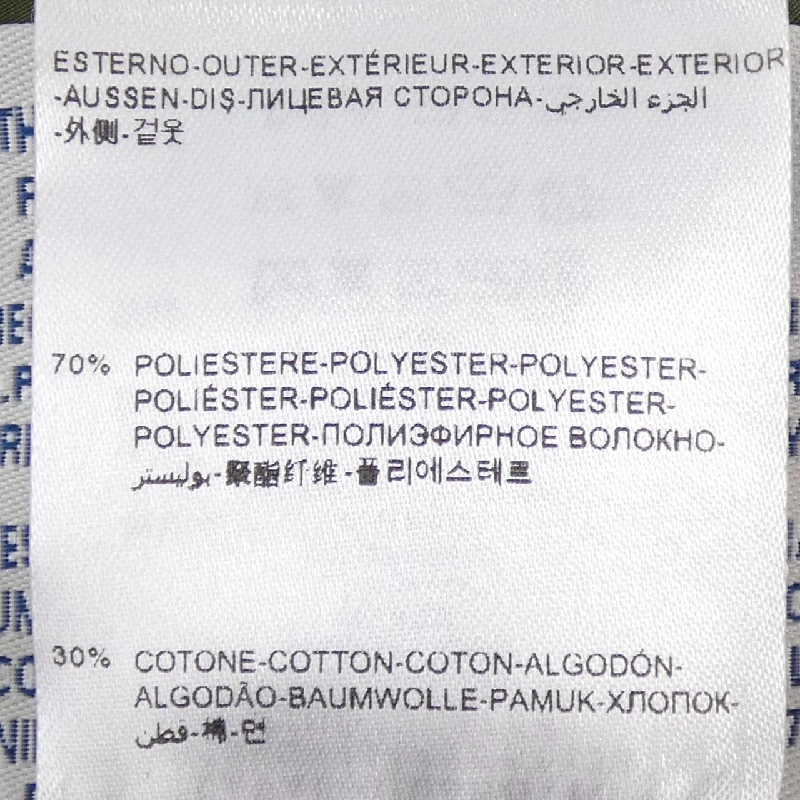 ESTERNO-OUTER-EXTÉRIEUR-EXTERIOR-EXTERIOR
-AUSSEN-DIŞ-ЛИЦЕВАЯ СТОРОНА-الجزء الخارجي
-外侧-겉옷
70% POLIESTERE-POLYESTER-POLYESTER-
POLIÉSTER-POLIÉSTER-POLYESTER-
POLYESTER-ПОЛИЭФИРНОЕ ВОЛОКНО-
بوليستر-聚酯纤维-폴리에스테르
30% COTONE-COTTON-COTON-ALGODÓN-
ALGODÃO-BAUMWOLLE-PAMUK-ХЛОПОК-
قطن-棉-면